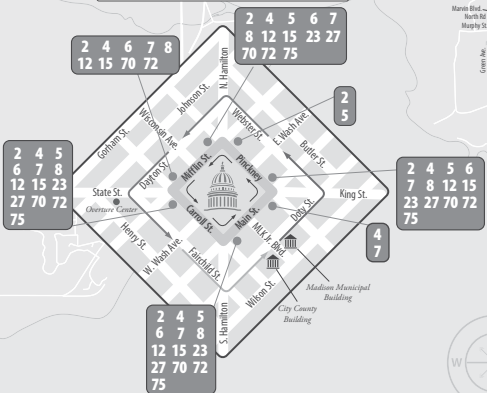 Marvin Blvd.
North Rd
Murphy St.
Green Ave.
2 4 5 6 7
8 12 15 23 27
70 72 75
2 4 6 7 8
12 15 70 72
N. Hamilton
Johnson St.
Wisconsin Ave.
Gorham St.
Webster St.
E. Wash Ave.
Butler St.
2
5
Mifflin St.
Pinckney
Dayton St.
2 4 5
6 7 8
12 15 23
27 70 72
75
State St.
Overture Center
King St.
2 4 5 6
7 8 12 15
23 27 70 72
75
Carroll St.
Main St.
Doty St.
MLK Jr. Blvd.
4
7
Henry St.
W. Wash Ave.
Fairchild St.
Wilson St.
S. Hamilton
Madison Municipal
Building
City County
Building
2 4 5
6 7 8
12 15 23
27 70 72
75
W